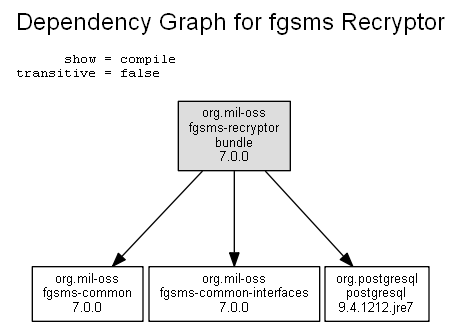 Dependency Graph for fgsms Recryptor
show = compile
transitive = false
org.mil-oss
fgsms-recryptor
bundle
7.0.0
org.mil-oss
fgsms-common
7.0.0
org.mil-oss
fgsms-common-interfaces
7.0.0
org.postgresql
postgresql
9.4.1212.jre7